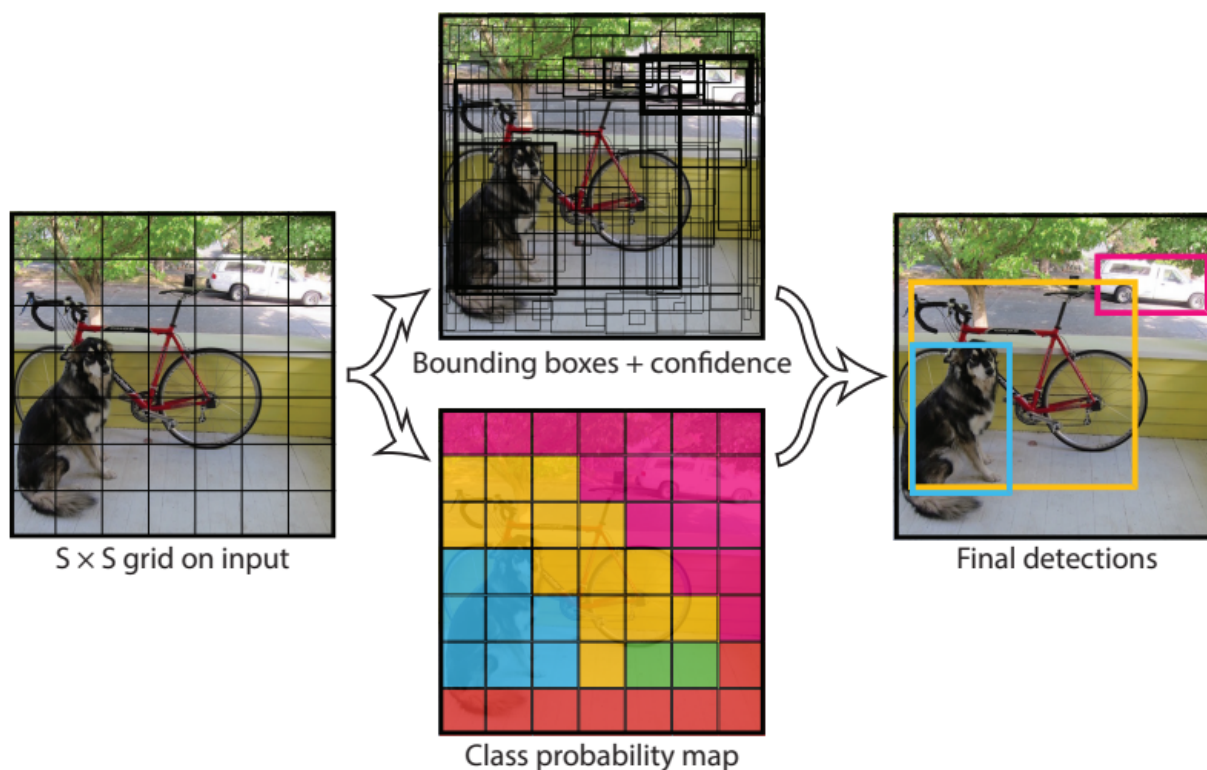 Bounding boxes + confidence
S × S grid on input
Final detections
Class probability map